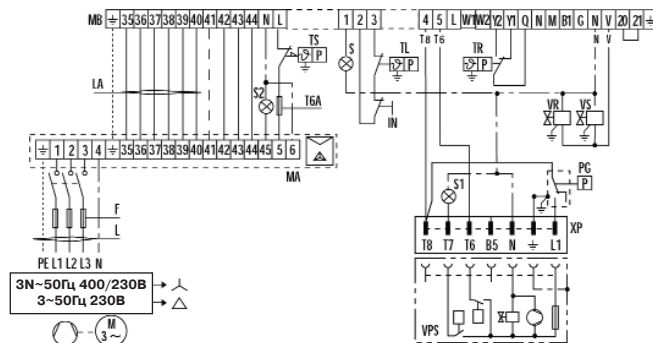 MB ⏚ 35 36 37 38 39 40 41 42 43 44 N L
1 2 3
4 5 L W1 W2 Y2 Y1 Q N M B1 G N V 20 21 ⏚
T8 T6 N V
TS
P
S
TL
P
TR
P
LA
S2
T6A
IN
VR VS
⏚ 1 2 3 4 ⏚ 35 36 37 38 39 40 41 42 43 44 45 5 6
MA
PG
P
S1
F
L
XP
T8 T7 T6 B5 N ⏚ L1
PE L1 L2 L3 N
3N~50Гц 400/230В
3~50Гц 230В
M
3~
VPS